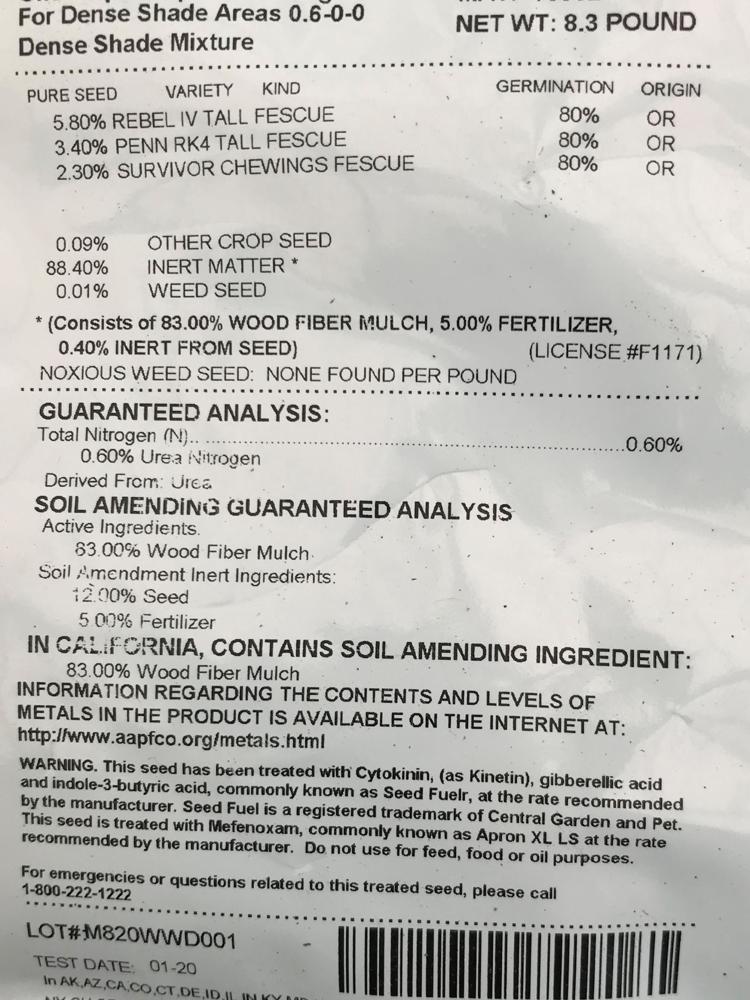 For Dense Shade Areas 0.6-0-0
NET WT: 8.3 POUND
Dense Shade Mixture
PURE SEED VARIETY KIND GERMINATION ORIGIN
5.80% REBEL IV TALL FESCUE 80% OR
3.40% PENN RK4 TALL FESCUE 80% OR
2.30% SURVIVOR CHEWINGS FESCUE 80% OR
0.09% OTHER CROP SEED
88.40% INERT MATTER *
0.01% WEED SEED
* (Consists of 83.00% WOOD FIBER MULCH, 5.00% FERTILIZER,
0.40% INERT FROM SEED) (LICENSE #F1171)
NOXIOUS WEED SEED: NONE FOUND PER POUND
GUARANTEED ANALYSIS:
Total Nitrogen (N)..........................................................0.60%
0.60% Urea Nitrogen
Derived From: Urea
SOIL AMENDING GUARANTEED ANALYSIS
Active Ingredients.
83.00% Wood Fiber Mulch
Soil Amendment Inert Ingredients:
12.00% Seed
5.00% Fertilizer
IN CALIFORNIA, CONTAINS SOIL AMENDING INGREDIENT:
83.00% Wood Fiber Mulch
INFORMATION REGARDING THE CONTENTS AND LEVELS OF
METALS IN THE PRODUCT IS AVAILABLE ON THE INTERNET AT:
http://www.aapfco.org/metals.html
WARNING. This seed has been treated with Cytokinin, (as Kinetin), gibberellic acid
and indole-3-butyric acid, commonly known as Seed Fuelr, at the rate recommended
by the manufacturer. Seed Fuel is a registered trademark of Central Garden and Pet.
This seed is treated with Mefenoxam, commonly known as Apron XL LS at the rate
recommended by the manufacturer. Do not use for feed, food or oil purposes.
For emergencies or questions related to this treated seed, please call
1-800-222-1222
LOT#M820WWD001
TEST DATE: 01-20
In AK,AZ,CA,CO,CT,DE,ID,IL,IN,KY